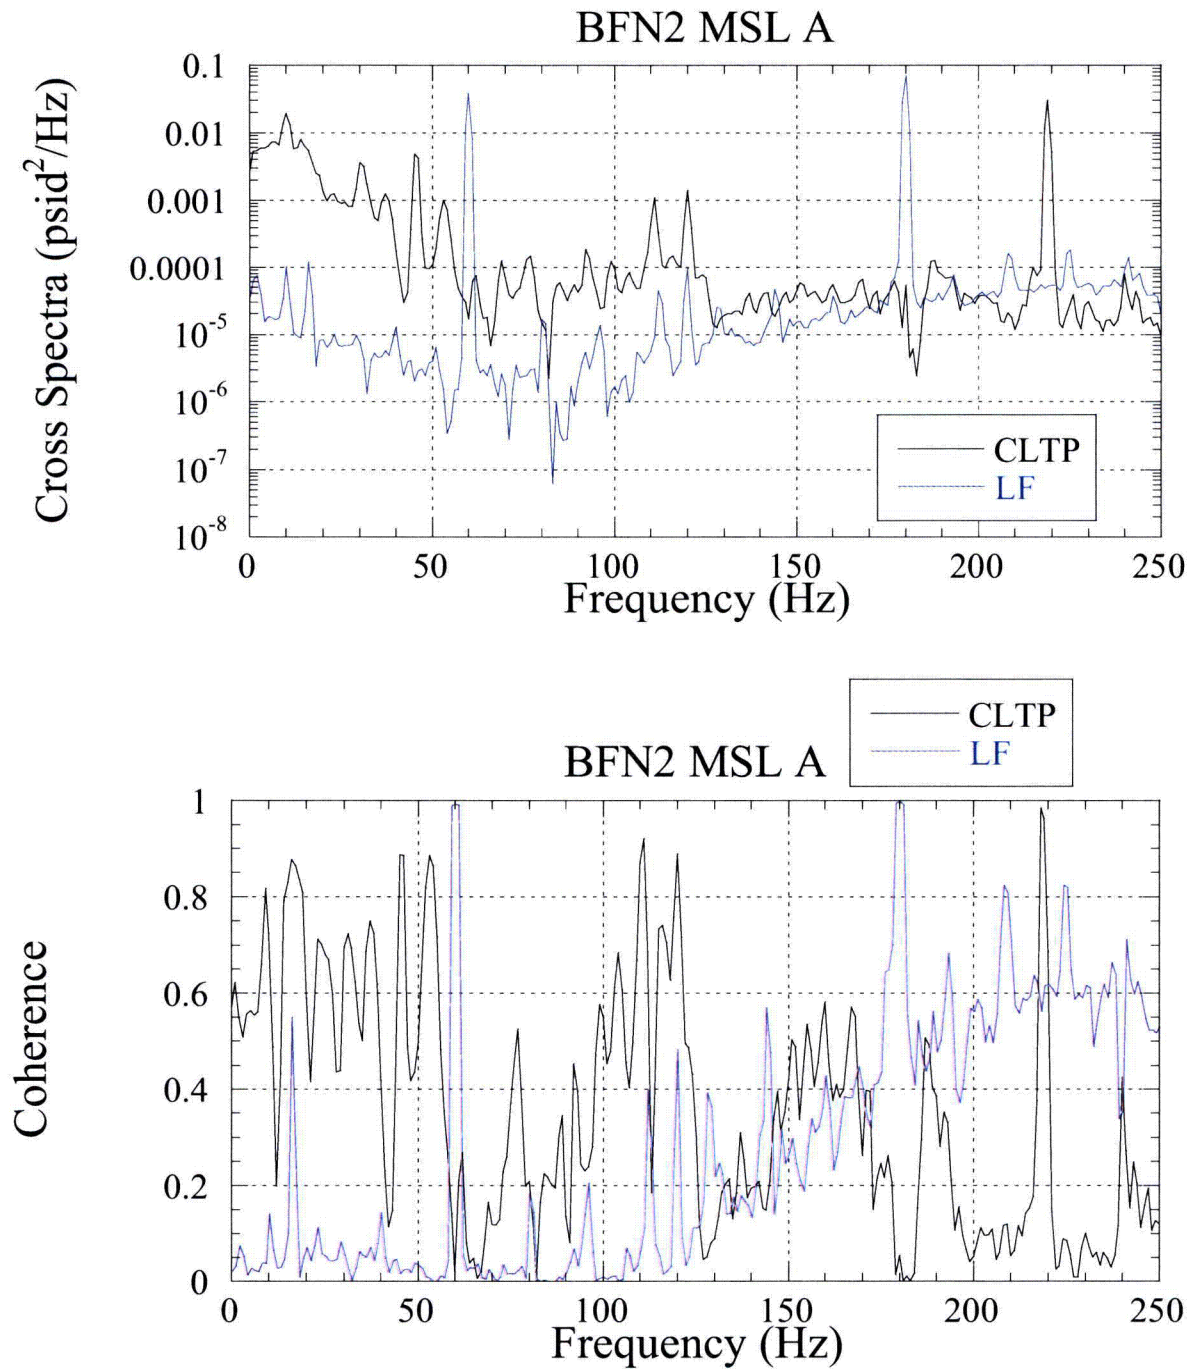 BFN2 MSL A
Cross Spectra (psid²/Hz)
0.1
0.01
0.001
0.0001
10⁻⁵
10⁻⁶
10⁻⁷
10⁻⁸
CLTP
LF
0 50 100 150 200 250
Frequency (Hz)
CLTP
LF
BFN2 MSL A
Coherence
1
0.8
0.6
0.4
0.2
0
0 50 100 150 200 250
Frequency (Hz)